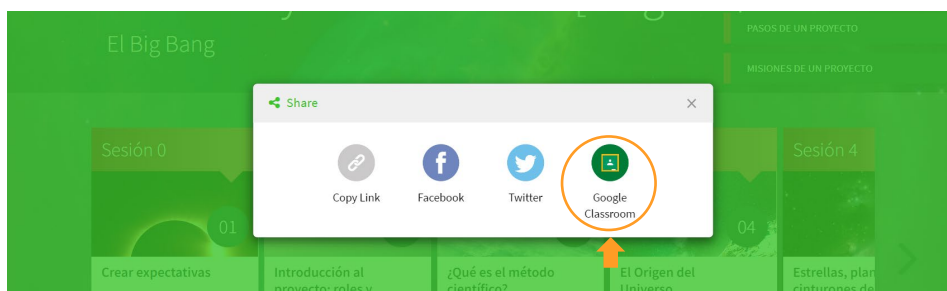 El Big Bang
PASOS DE UN PROYECTO
MISIONES DE UN PROYECTO
Share
Copy Link
Facebook
Twitter
Google
Classroom
Sesión 0
Sesión 4
01
04
Crear expectativas
Introducción al
proyecto: roles y
¿Qué es el método
científico?
El Origen del
Universo
Estrellas, plan
cinturones de